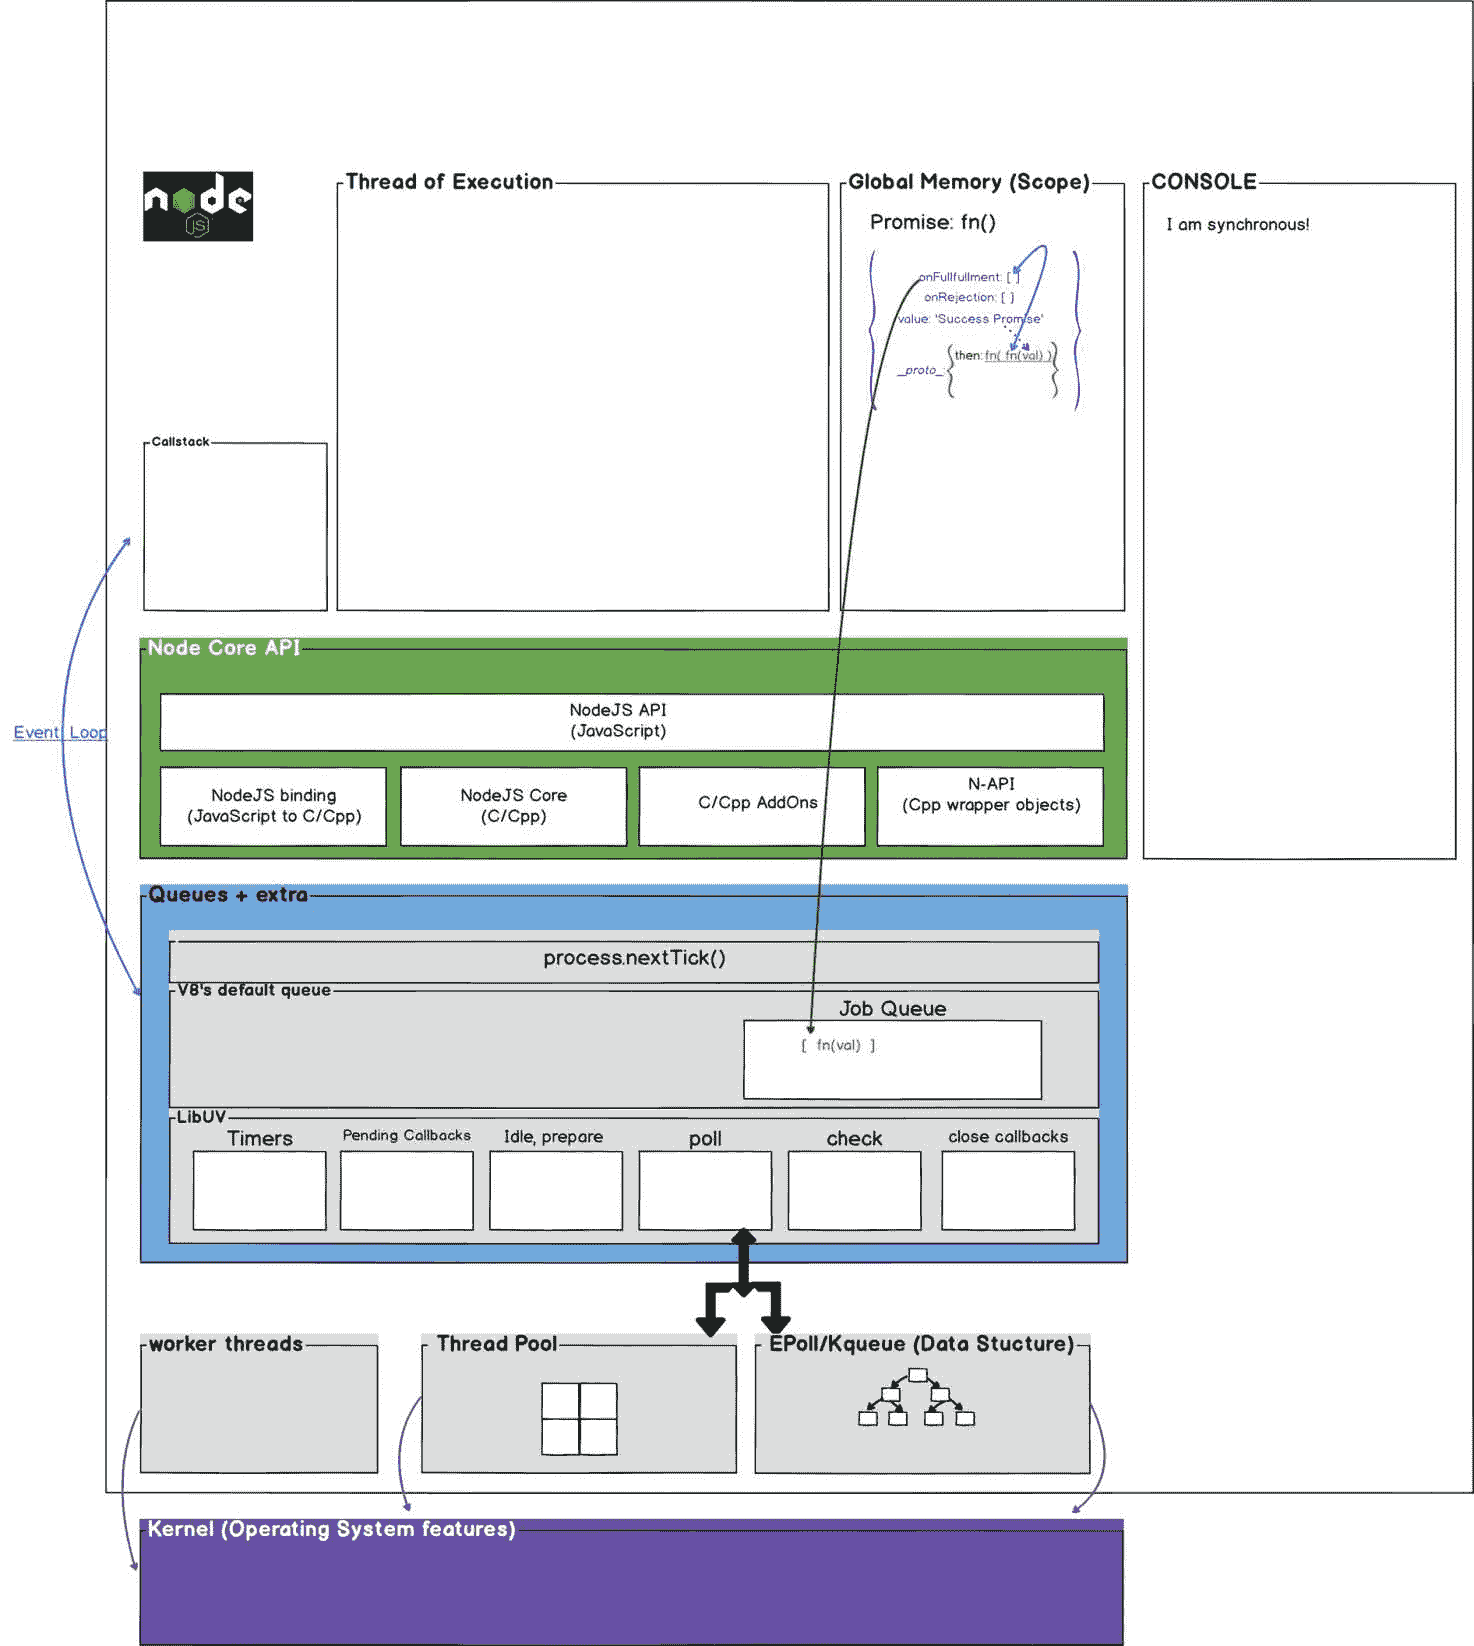 node
JS
Thread of Execution
Global Memory (Scope)
CONSOLE
Promise: fn()
I am synchronous!
onFullfullment: [ ]
onRejection: [ ]
value: 'Success Promise'
then: fn( fn(val) )
_proto_:
Callstack
Event Loop
Node Core API
NodeJS API
(JavaScript)
NodeJS binding
(JavaScript to C/Cpp)
NodeJS Core
(C/Cpp)
C/Cpp AddOns
N-API
(Cpp wrapper objects)
Queues + extra
process.nextTick()
V8's default queue
Job Queue
[ fn(val) ]
LibUV
Timers
Pending Callbacks
Idle, prepare
poll
check
close callbacks
worker threads
Thread Pool
EPoll/Kqueue (Data Stucture)
Kernel (Operating System features)